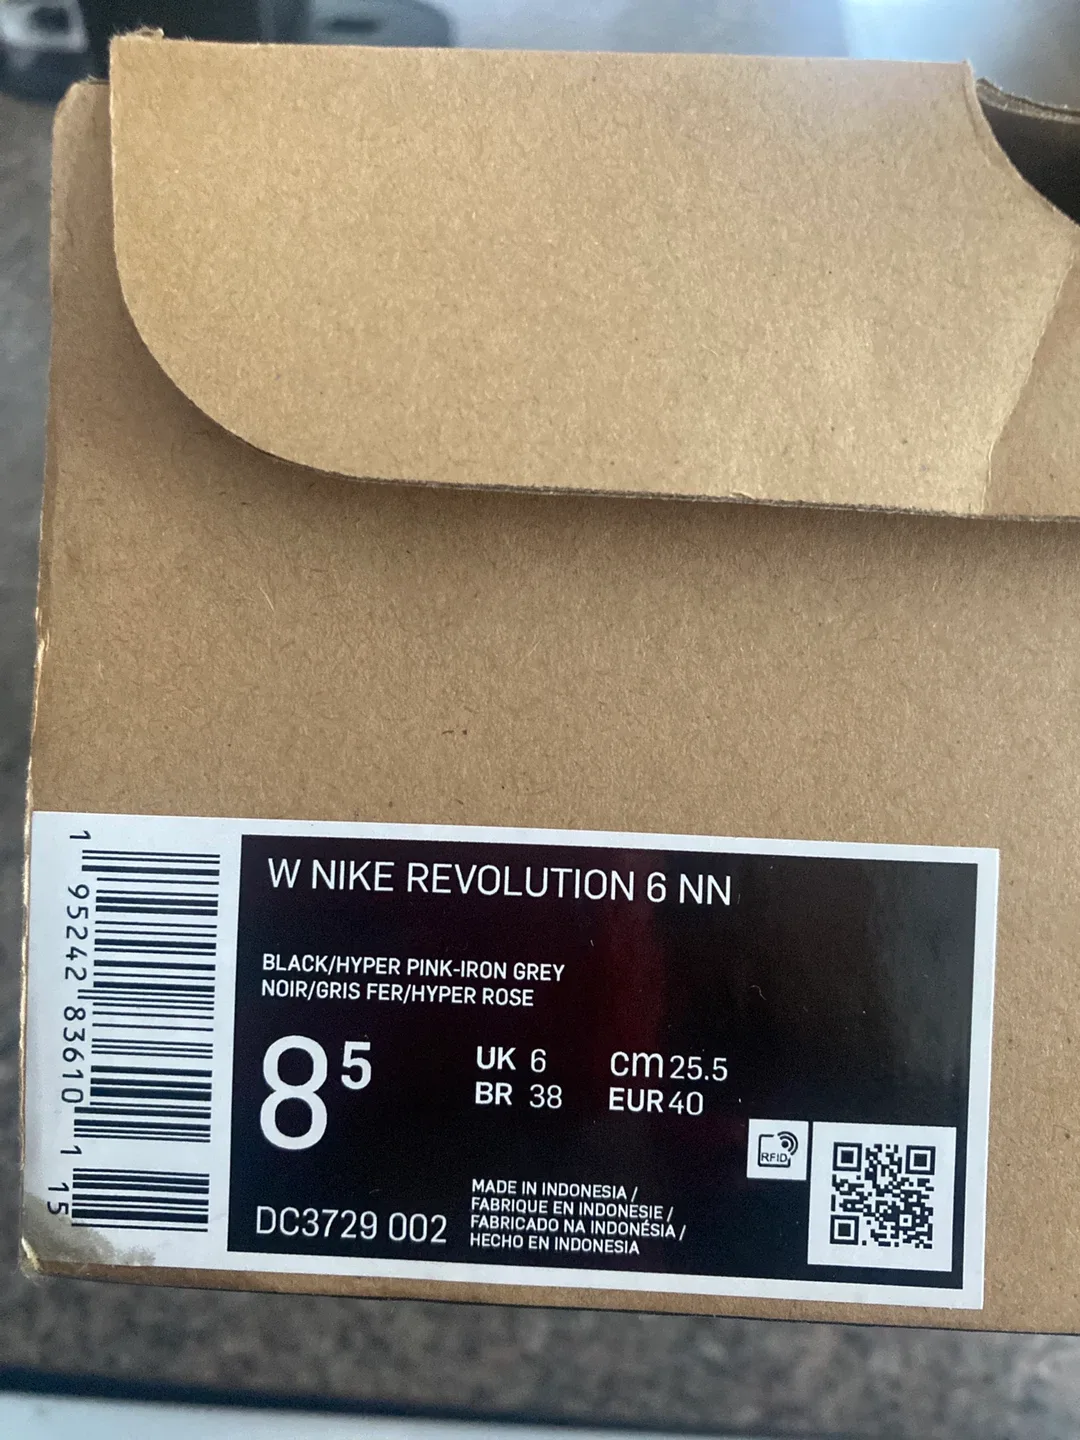 W NIKE REVOLUTION 6 NN
BLACK/HYPER PINK-IRON GREY
NOIR/GRIS FER/HYPER ROSE
8⁵
UK 6
BR 38
cm 25.5
EUR 40
RFID
DC3729 002
MADE IN INDONESIA /
FABRIQUE EN INDONESIE /
FABRICADO NA INDONÉSIA /
HECHO EN INDONESIA
1 95242 83610 1 15